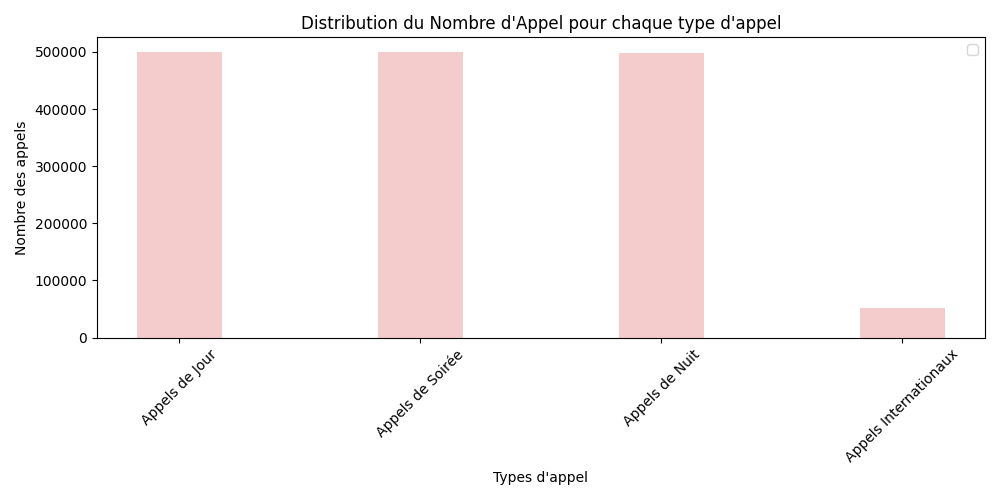 Distribution du Nombre d'Appel pour chaque type d'appel
Nombre des appels
500000
400000
300000
200000
100000
0
Appels de Jour
Appels de Soirée
Appels de Nuit
Appels Internationaux
Types d'appel